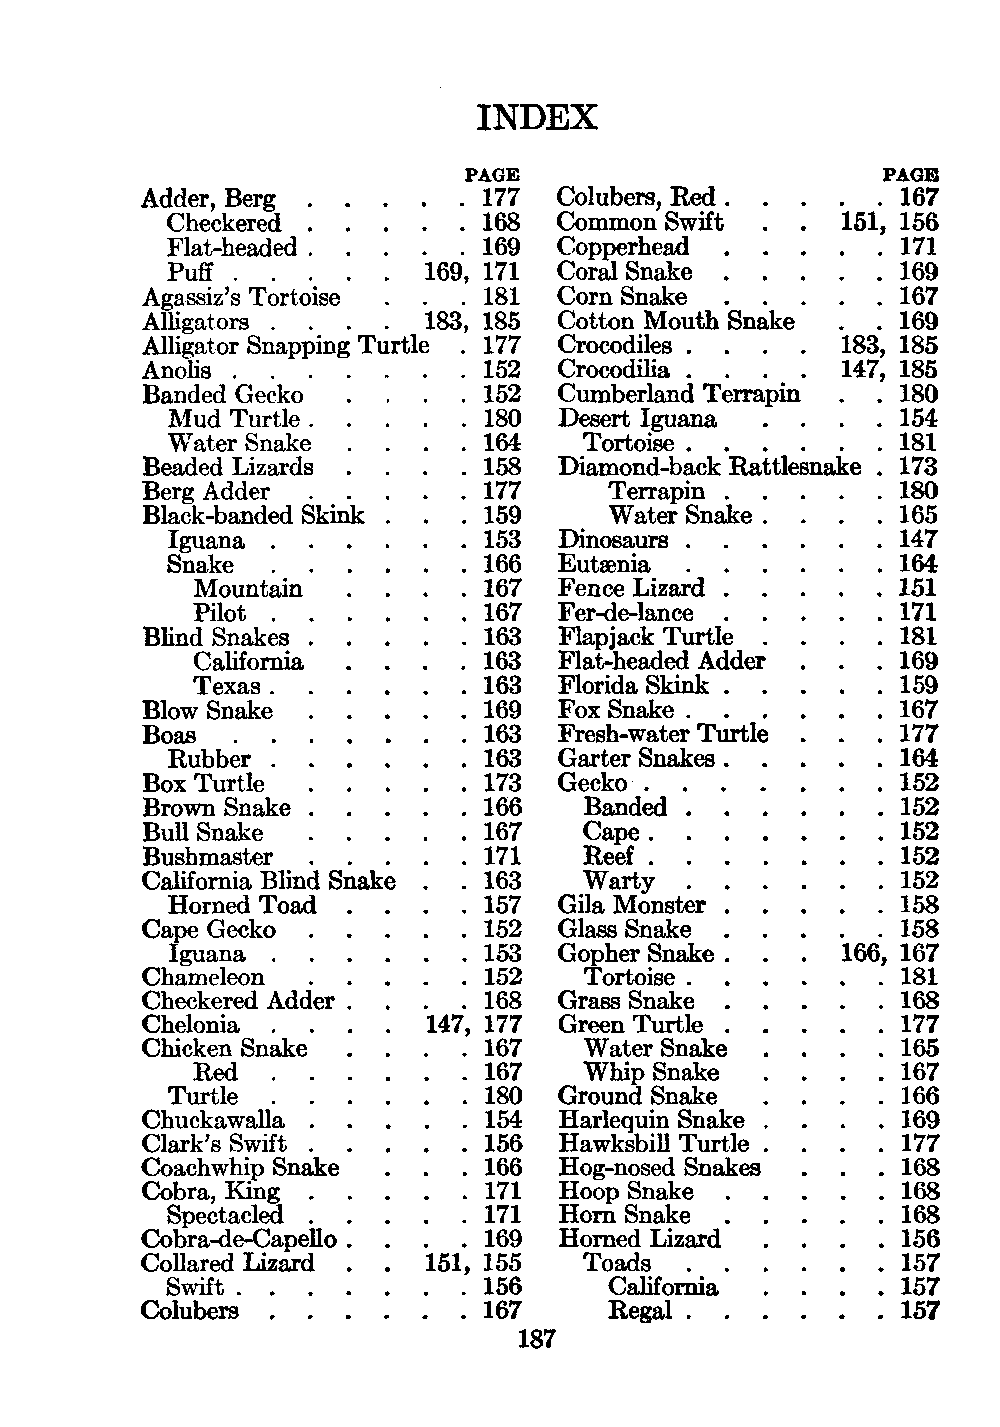 INDEX
PAGE
Adder, Berg . . . . . 177
Checkered . . . . . 168
Flat-headed . . . . . 169
Puff . . . . . 169, 171
Agassiz's Tortoise . . . 181
Alligators . . . . 183, 185
Alligator Snapping Turtle . 177
Anolis . . . . . . . 152
Banded Gecko . . . . 152
Mud Turtle . . . . . 180
Water Snake . . . . 164
Beaded Lizards . . . . 158
Berg Adder . . . . . 177
Black-banded Skink . . . 159
Iguana . . . . . . 153
Snake . . . . . . 166
Mountain . . . . 167
Pilot . . . . . . 167
Blind Snakes . . . . . 163
California . . . . 163
Texas . . . . . . 163
Blow Snake . . . . . 169
Boas . . . . . . . 163
Rubber . . . . . . 163
Box Turtle . . . . . 173
Brown Snake . . . . . 166
Bull Snake . . . . . 167
Bushmaster . . . . . 171
California Blind Snake . . 163
Horned Toad . . . . 157
Cape Gecko . . . . . 152
Iguana . . . . . . 153
Chameleon . . . . . 152
Checkered Adder . . . . 168
Chelonia . . . . 147, 177
Chicken Snake . . . . 167
Red . . . . . . 167
Turtle . . . . . . 180
Chuckawalla . . . . . 154
Clark's Swift . . . . . 156
Coachwhip Snake . . . 166
Cobra, King . . . . . 171
Spectacled . . . . . 171
Cobra-de-Capello . . . . 169
Collared Lizard . . 151, 155
Swift . . . . . . . 156
Colubers . . . . . . 167
PAGE
Colubers, Red . . . . . 167
Common Swift . . 151, 156
Copperhead . . . . . 171
Coral Snake . . . . . 169
Corn Snake . . . . . 167
Cotton Mouth Snake . . 169
Crocodiles . . . . 183, 185
Crocodilia . . . . 147, 185
Cumberland Terrapin . . 180
Desert Iguana . . . . 154
Tortoise . . . . . . 181
Diamond-back Rattlesnake . 173
Terrapin . . . . . 180
Water Snake . . . . 165
Dinosaurs . . . . . . 147
Eutænia . . . . . . 164
Fence Lizard . . . . . 151
Fer-de-lance . . . . . 171
Flapjack Turtle . . . . 181
Flat-headed Adder . . . 169
Florida Skink . . . . . 159
Fox Snake . . . . . . 167
Fresh-water Turtle . . . 177
Garter Snakes . . . . . 164
Gecko . . . . . . . 152
Banded . . . . . . 152
Cape . . . . . . . 152
Reef . . . . . . . 152
Warty . . . . . . 152
Gila Monster . . . . . 158
Glass Snake . . . . . 158
Gopher Snake . . . 166, 167
Tortoise . . . . . . 181
Grass Snake . . . . . 168
Green Turtle . . . . . 177
Water Snake . . . . 165
Whip Snake . . . . 167
Ground Snake . . . . 166
Harlequin Snake . . . . 169
Hawksbill Turtle . . . . 177
Hog-nosed Snakes . . . 168
Hoop Snake . . . . . 168
Horn Snake . . . . . 168
Horned Lizard . . . . 156
Toads . . . . . . 157
California . . . . 157
Regal . . . . . . 157
187